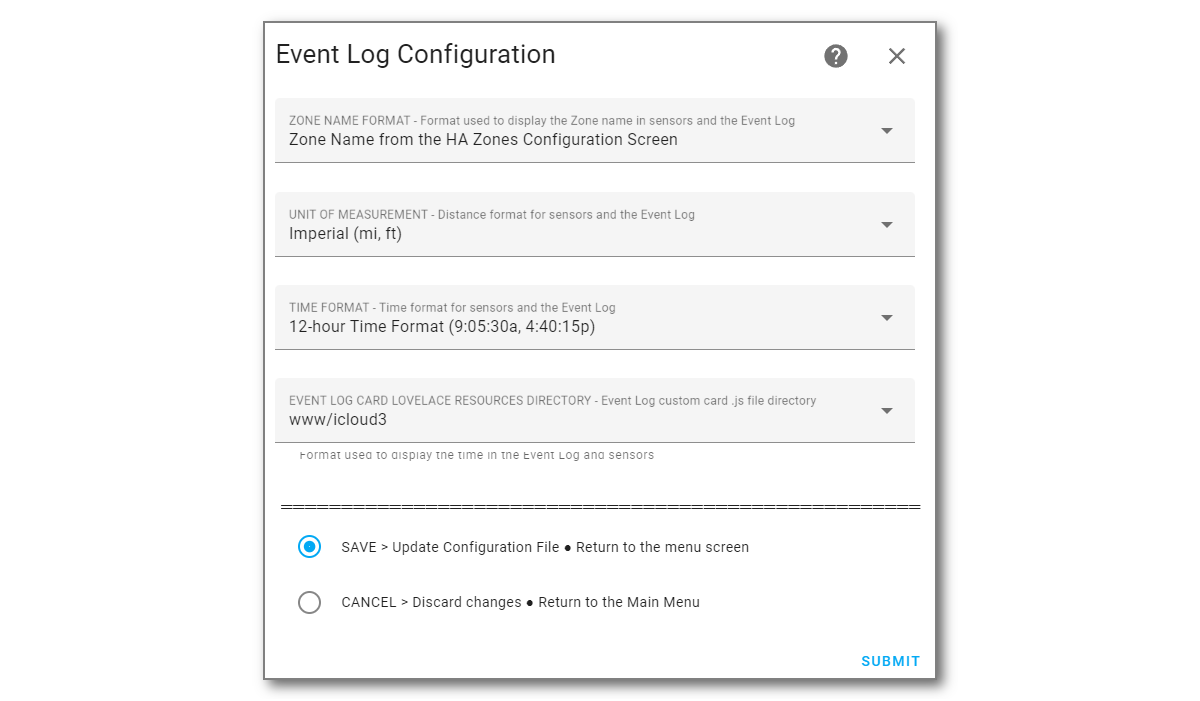 Event Log Configuration
ZONE NAME FORMAT - Format used to display the Zone name in sensors and the Event Log
Zone Name from the HA Zones Configuration Screen
UNIT OF MEASUREMENT - Distance format for sensors and the Event Log
Imperial (mi, ft)
TIME FORMAT - Time format for sensors and the Event Log
12-hour Time Format (9:05:30a, 4:40:15p)
EVENT LOG CARD LOVELACE RESOURCES DIRECTORY - Event Log custom card .js file directory
www/icloud3
Format used to display the time in the Event Log and sensors
SAVE > Update Configuration File ● Return to the menu screen
CANCEL > Discard changes ● Return to the Main Menu
SUBMIT